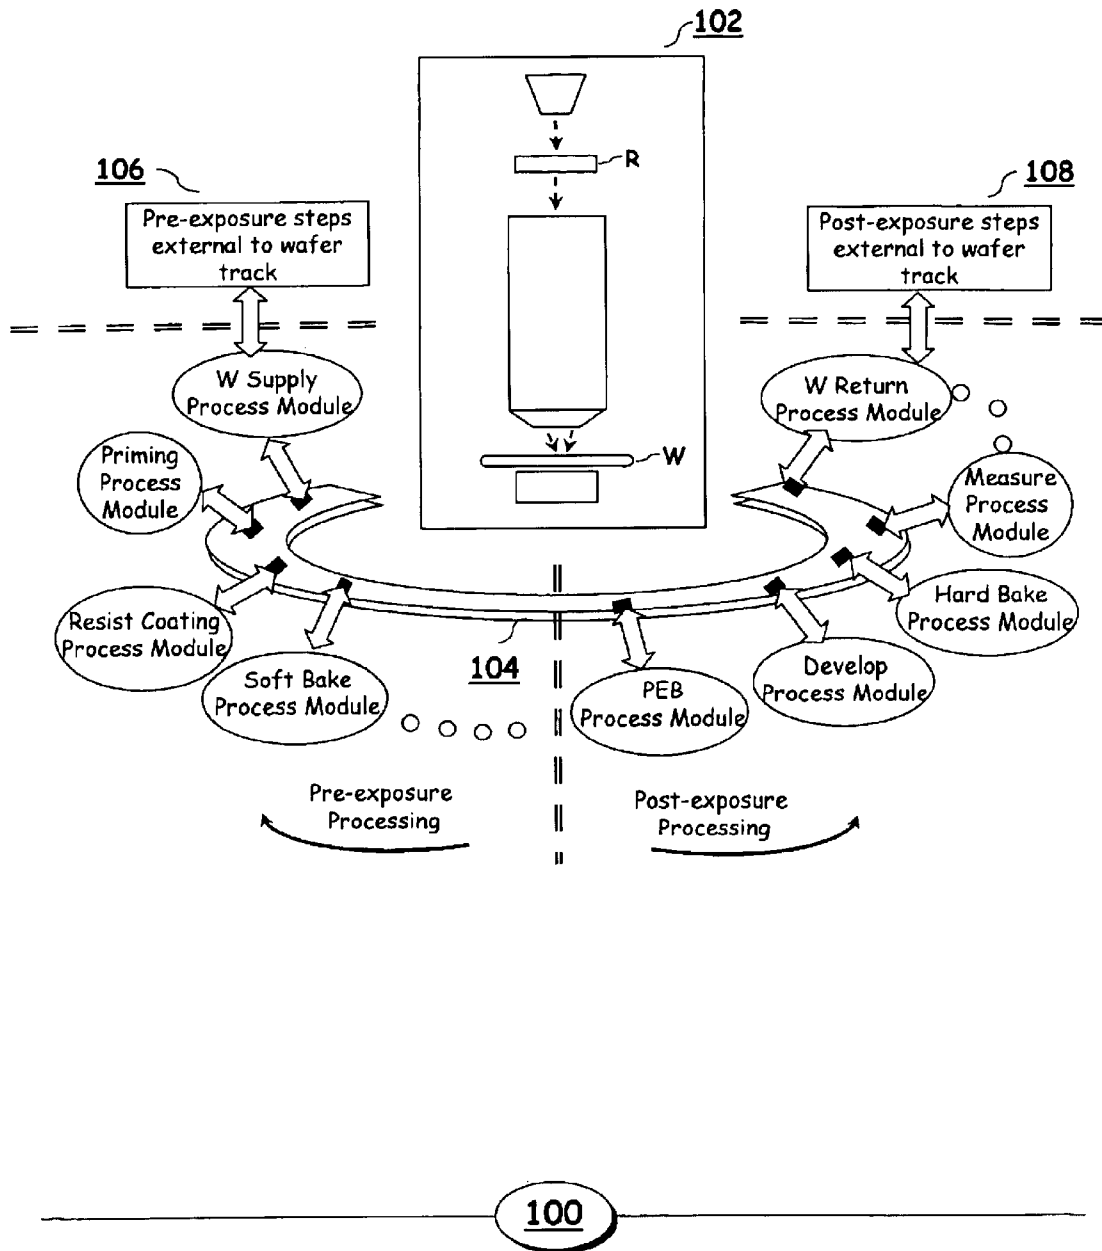 102
R
106
108
Pre-exposure steps
external to wafer
track
Post-exposure steps
external to wafer
track
W Supply
Process Module
W Return
Process Module
W
Priming
Process
Module
Measure
Process
Module
Resist Coating
Process Module
Hard Bake
Process Module
Soft Bake
Process Module
104
PEB
Process Module
Develop
Process Module
Pre-exposure
Processing
Post-exposure
Processing
100